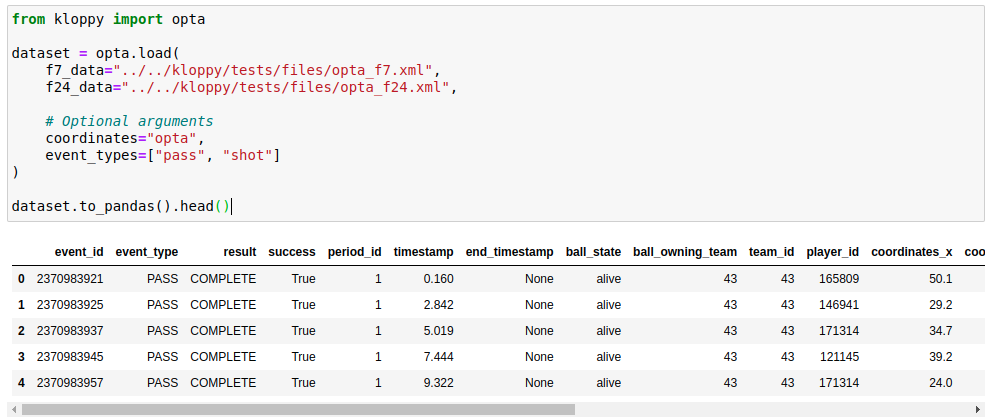 from kloppy import opta
dataset = opta.load(
    f7_data="../../kloppy/tests/files/opta_f7.xml",
    f24_data="../../kloppy/tests/files/opta_f24.xml",
    # Optional arguments
    coordinates="opta",
    event_types=["pass", "shot"]
)
dataset.to_pandas().head()
event_id event_type result success period_id timestamp end_timestamp ball_state ball_owning_team team_id player_id coordinates_x coo
0 2370983921 PASS COMPLETE True 1 0.160 None alive 43 43 165809 50.1
1 2370983925 PASS COMPLETE True 1 2.842 None alive 43 43 146941 29.2
2 2370983937 PASS COMPLETE True 1 5.019 None alive 43 43 171314 34.7
3 2370983945 PASS COMPLETE True 1 7.444 None alive 43 43 121145 39.2
4 2370983957 PASS COMPLETE True 1 9.322 None alive 43 43 171314 24.0